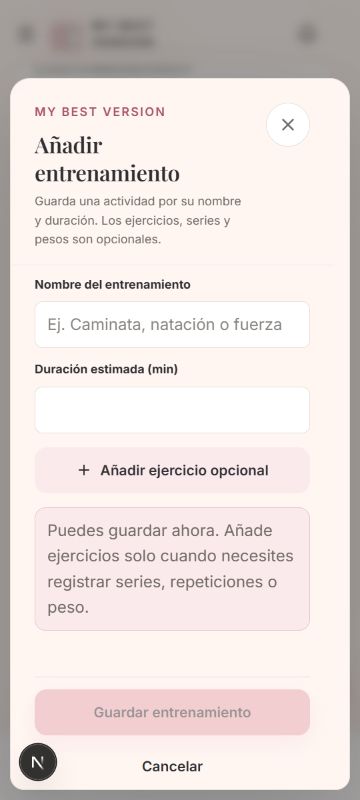 MY BEST VERSION
Añadir
entrenamiento
Guarda una actividad por su nombre
y duración. Los ejercicios, series y
pesos son opcionales.
Nombre del entrenamiento
Ej. Caminata, natación o fuerza
Duración estimada (min)
+ Añadir ejercicio opcional
Puedes guardar ahora. Añade
ejercicios solo cuando necesites
registrar series, repeticiones o
peso.
Guardar entrenamiento
N
Cancelar